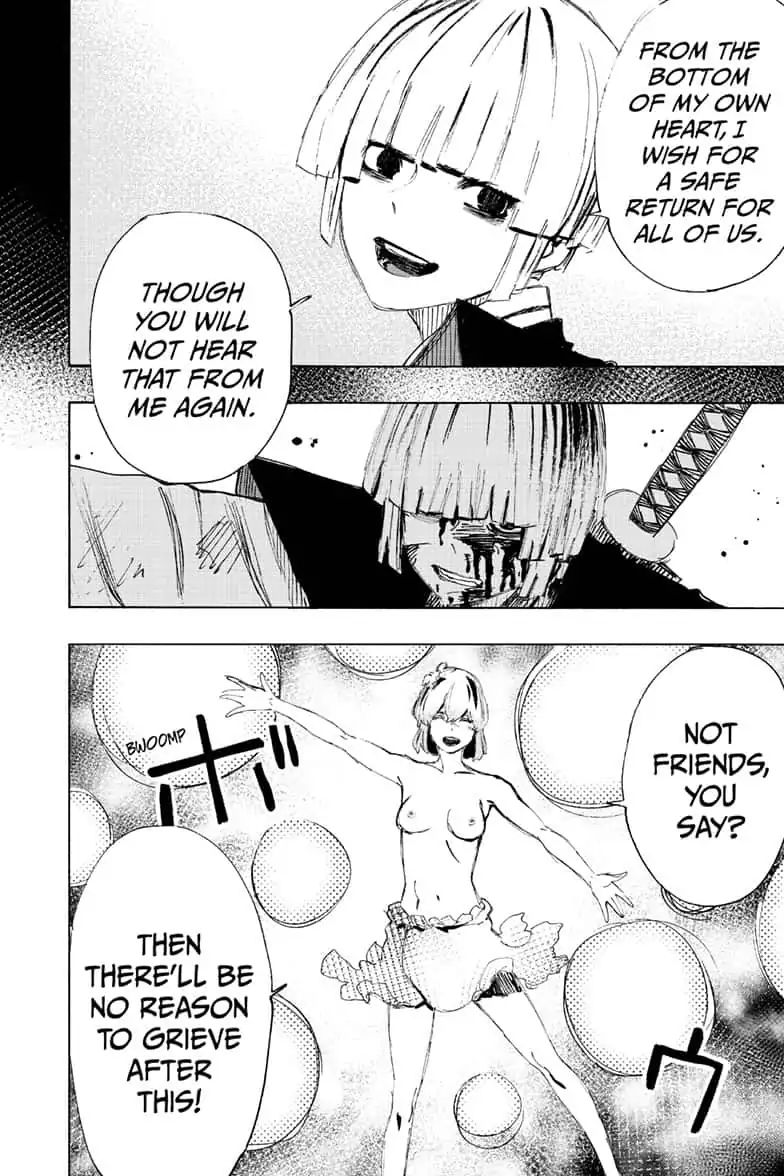 FROM THE
BOTTOM
OF MY OWN
HEART, I
WISH FOR
A SAFE
RETURN FOR
ALL OF US.
THOUGH
YOU WILL
NOT HEAR
THAT FROM
ME AGAIN.
NOT
FRIENDS,
YOU
SAY?
BWOOMP
ボ
ウ
THEN
THERE'LL BE
NO REASON
TO GRIEVE
AFTER
THIS!